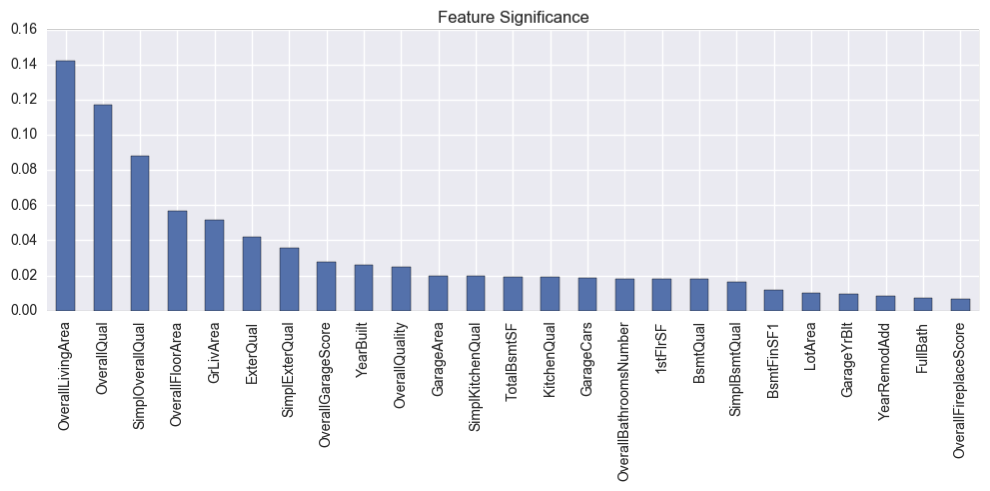 Feature Significance
0.16
0.14
0.12
0.10
0.08
0.06
0.04
0.02
0.00
OverallLivingArea
OverallQual
SimplOverallQual
OverallFloorArea
GrLivArea
ExterQual
SimplExterQual
OverallGarageScore
YearBuilt
OverallQuality
GarageArea
SimplKitchenQual
TotalBsmtSF
KitchenQual
GarageCars
OverallBathroomsNumber
1stFlrSF
BsmtQual
SimplBsmtQual
BsmtFinSF1
LotArea
GarageYrBlt
YearRemodAdd
FullBath
OverallFireplaceScore